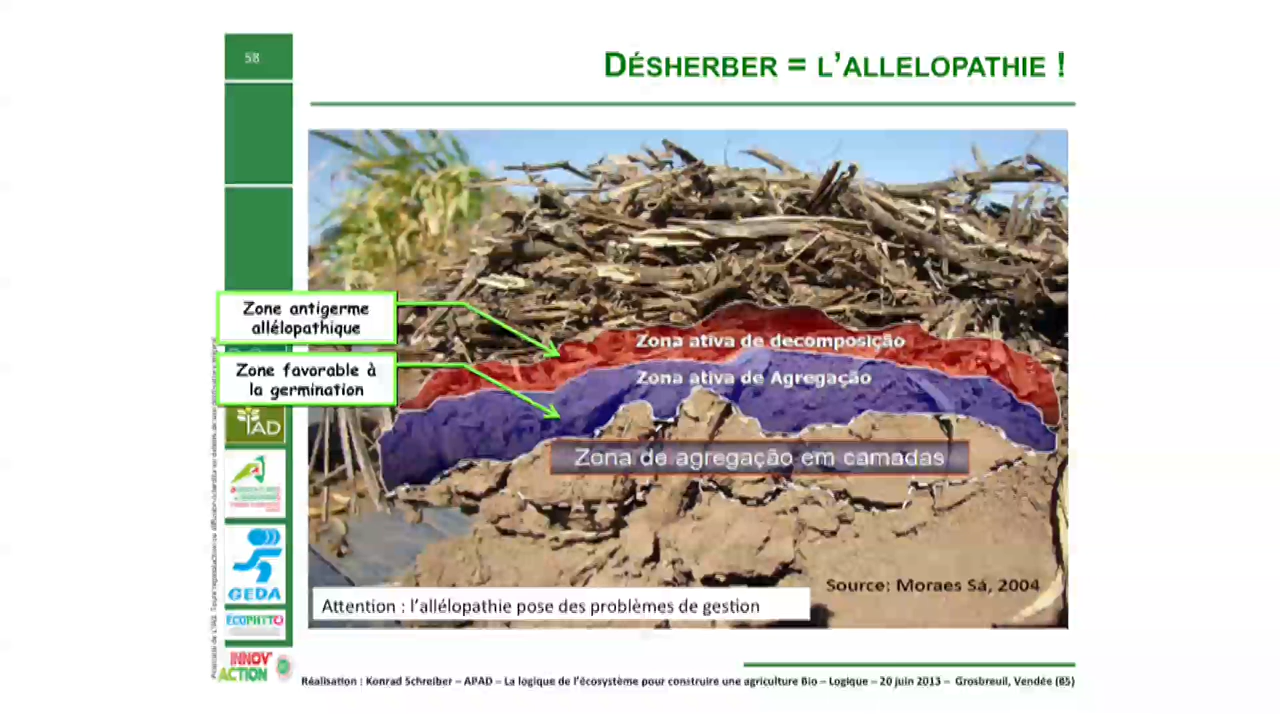 58
DÉSHERBER = L'ALLELOPATHIE !
Zone antigerme
allélopathique
Zone favorable à
la germination
Zona ativa de decomposição
Zona ativa de Agregação
Zona de agregação em camadas
Source: Moraes Sá, 2004
Attention : l'allélopathie pose des problèmes de gestion
IAD
GEDA
ECOPHYTO
INNOV'
ACTION
Réalisation : Konrad Schreiber – APAD – La logique de l'écosystème pour construire une agriculture Bio – Logique – 20 juin 2013 – Grosbreuil, Vendée (85)